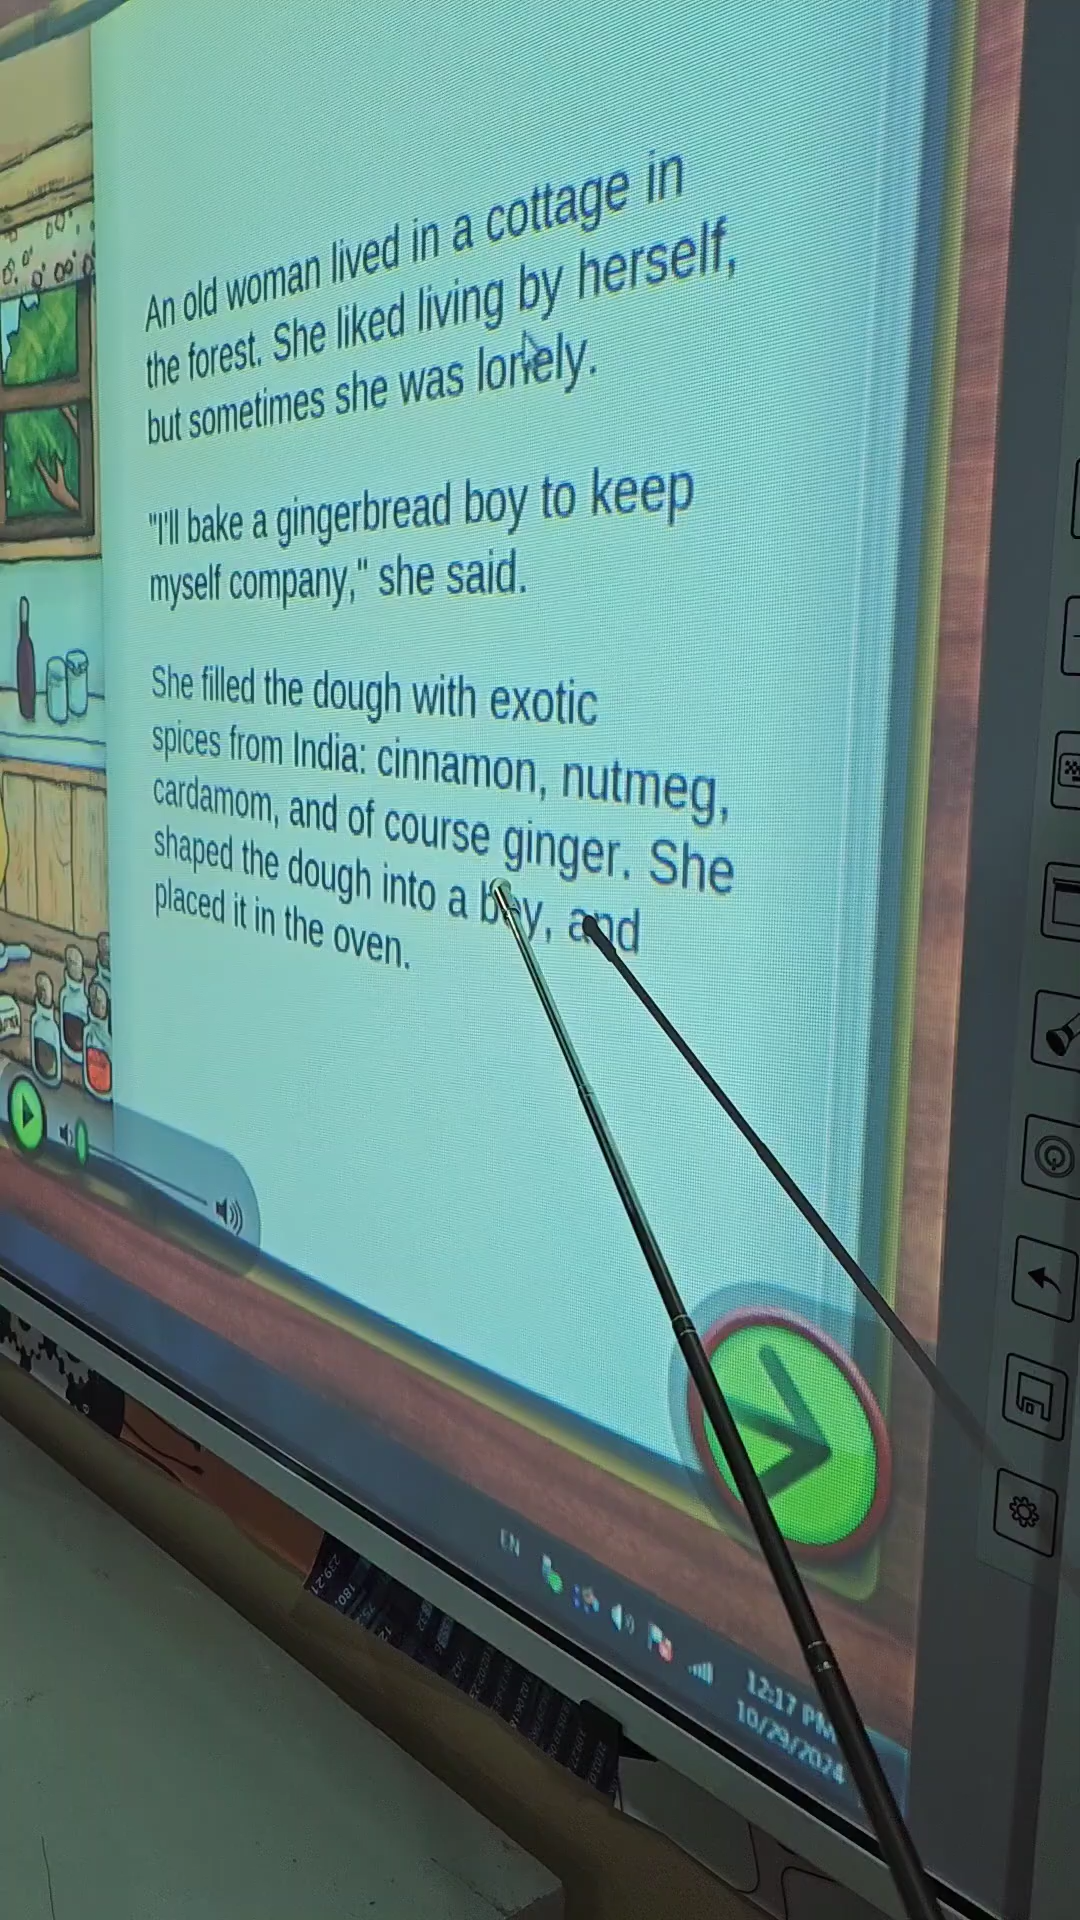 An old woman lived in a cottage in
the forest. She liked living by herself,
but sometimes she was lonely.
"I'll bake a gingerbread boy to keep
myself company," she said.
She filled the dough with exotic
spices from India: cinnamon, nutmeg,
cardamom, and of course ginger. She
shaped the dough into a boy, and
placed it in the oven.
EN
12:17 PM
10/29/2024
239.21
180.